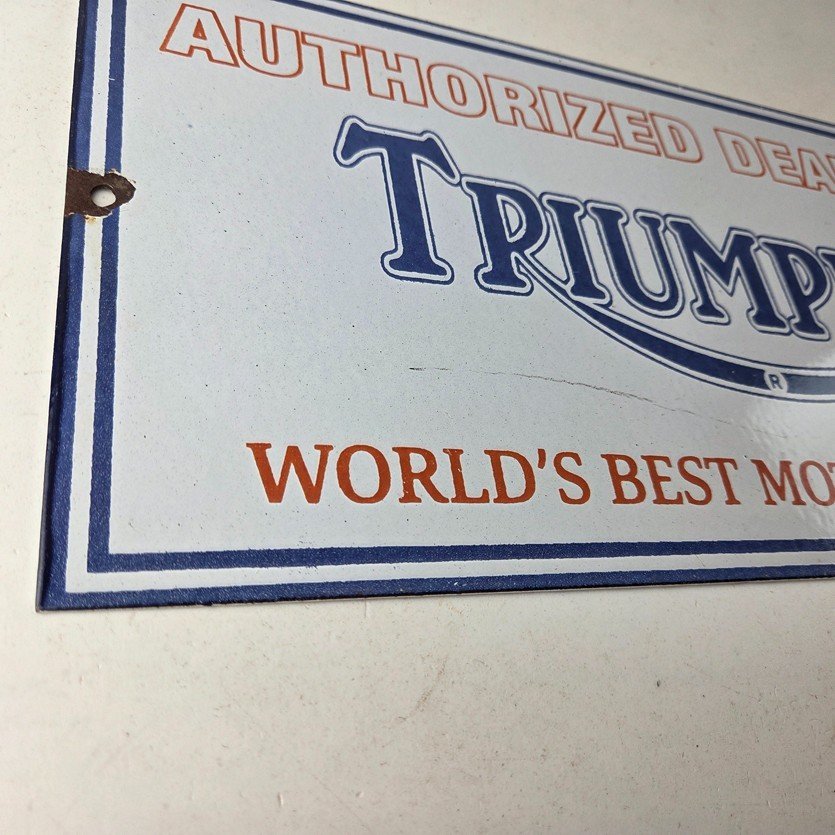 AUTHORIZED DEA
TRIUMP
®
WORLD'S BEST MO